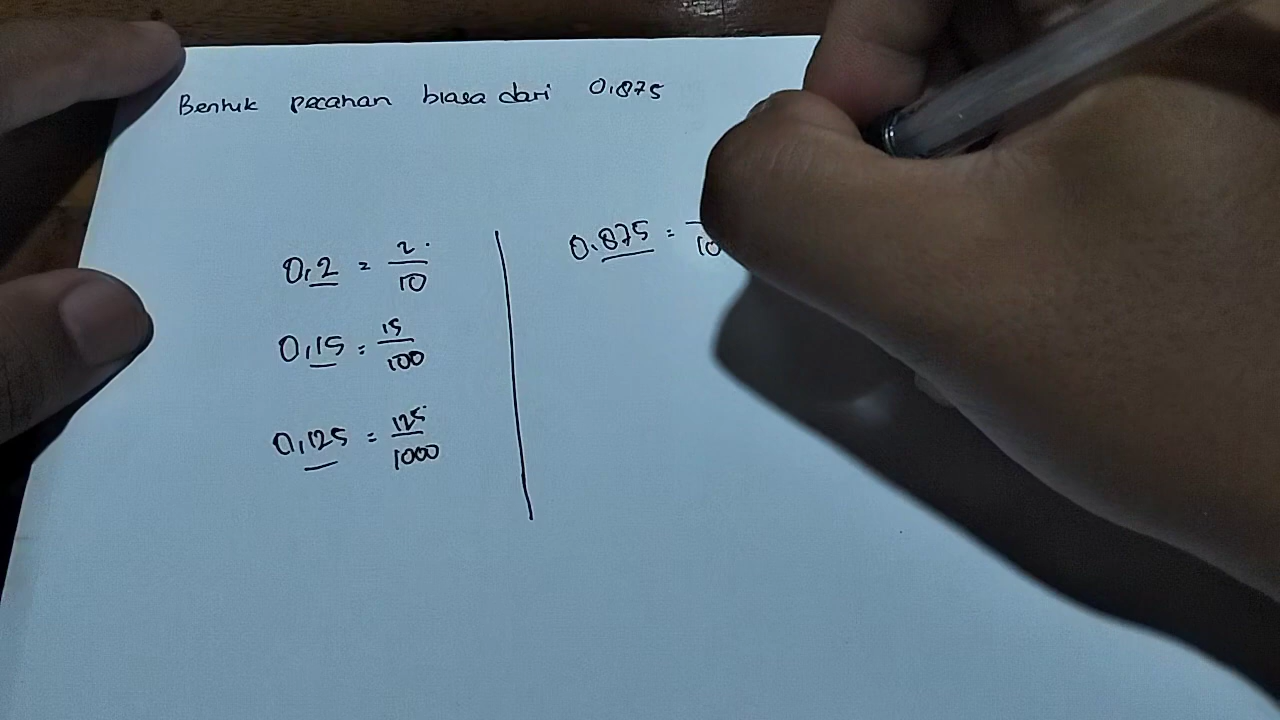 Bentuk pecahan biasa dari 0.875
0,2 = 2/10
0,15 = 15/100
0,125 = 125/1000
0.875 = /10